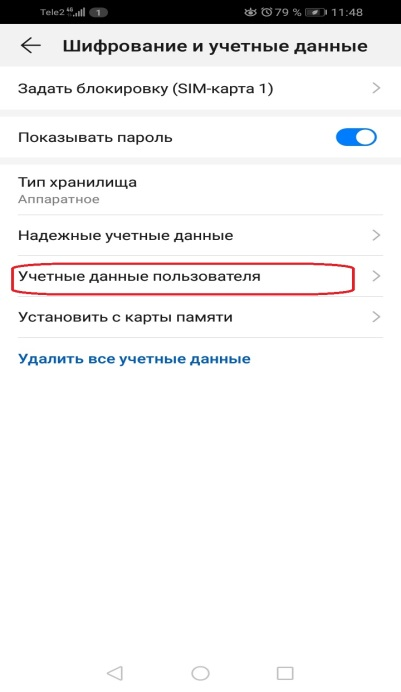 Tele2 4G 1 79 % 11:48
Шифрование и учетные данные
Задать блокировку (SIM-карта 1)
Показывать пароль
Тип хранилища
Аппаратное
Надежные учетные данные
Учетные данные пользователя
Установить с карты памяти
Удалить все учетные данные